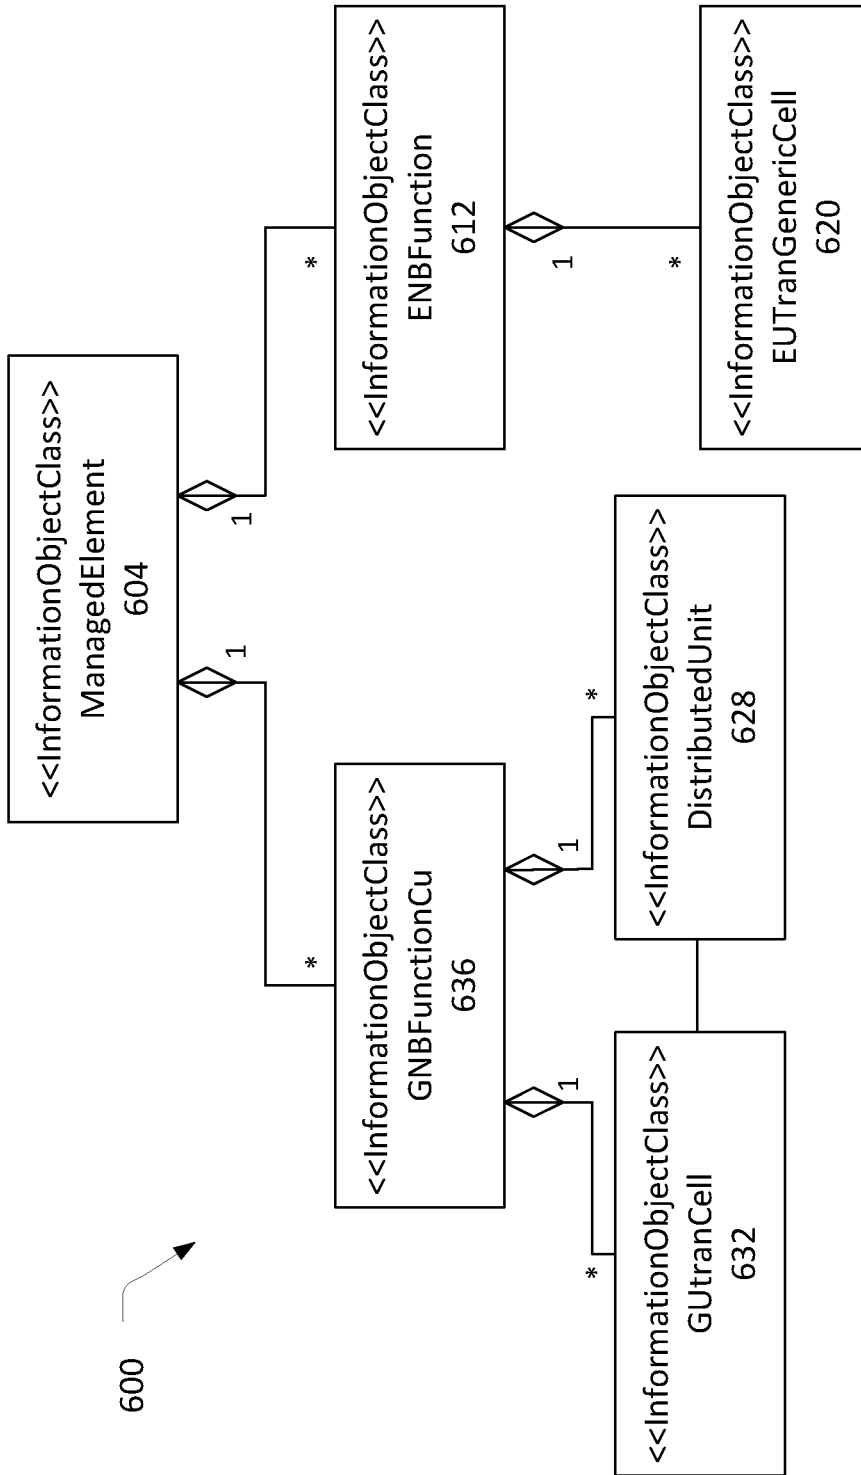 600
<<InformationObjectClass>>
ManagedElement
604
1
1
*
*
<<InformationObjectClass>>
GNBFunctionCu
636
<<InformationObjectClass>>
ENBFunction
612
1
1
1
*
*
*
<<InformationObjectClass>>
GUtranCell
632
<<InformationObjectClass>>
DistributedUnit
628
<<InformationObjectClass>>
EUTranGenericCell
620